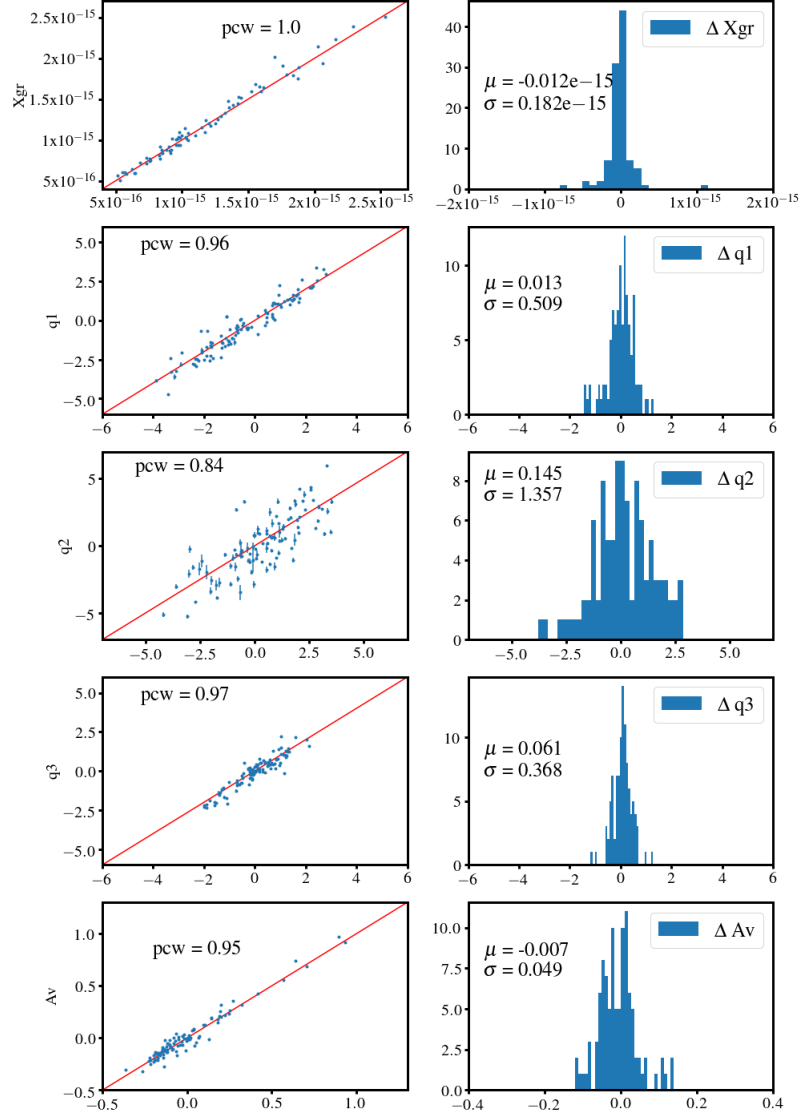 2.5x10⁻¹⁵
2x10⁻¹⁵
1.5x10⁻¹⁵
1x10⁻¹⁵
5x10⁻¹⁶
Xgr
pcw = 1.0
5x10⁻¹⁶ 1x10⁻¹⁵ 1.5x10⁻¹⁵ 2x10⁻¹⁵ 2.5x10⁻¹⁵
40
30
20
10
0
Δ Xgr
μ = -0.012e−15
σ = 0.182e−15
−2x10⁻¹⁵ −1x10⁻¹⁵ 0 1x10⁻¹⁵ 2x10⁻¹⁵
5.0
2.5
0.0
−2.5
−5.0
q1
pcw = 0.96
−6 −4 −2 0 2 4 6
10
5
0
Δ q1
μ = 0.013
σ = 0.509
−6 −4 −2 0 2 4 6
5
0
−5
q2
pcw = 0.84
−5.0 −2.5 0.0 2.5 5.0
8
6
4
2
0
Δ q2
μ = 0.145
σ = 1.357
−5.0 −2.5 0.0 2.5 5.0
5.0
2.5
0.0
−2.5
−5.0
q3
pcw = 0.97
−6 −4 −2 0 2 4 6
10
5
0
Δ q3
μ = 0.061
σ = 0.368
−6 −4 −2 0 2 4 6
1.0
0.5
0.0
−0.5
Av
pcw = 0.95
−0.5 0.0 0.5 1.0
10.0
7.5
5.0
2.5
0.0
Δ Av
μ = -0.007
σ = 0.049
−0.4 −0.2 0.0 0.2 0.4